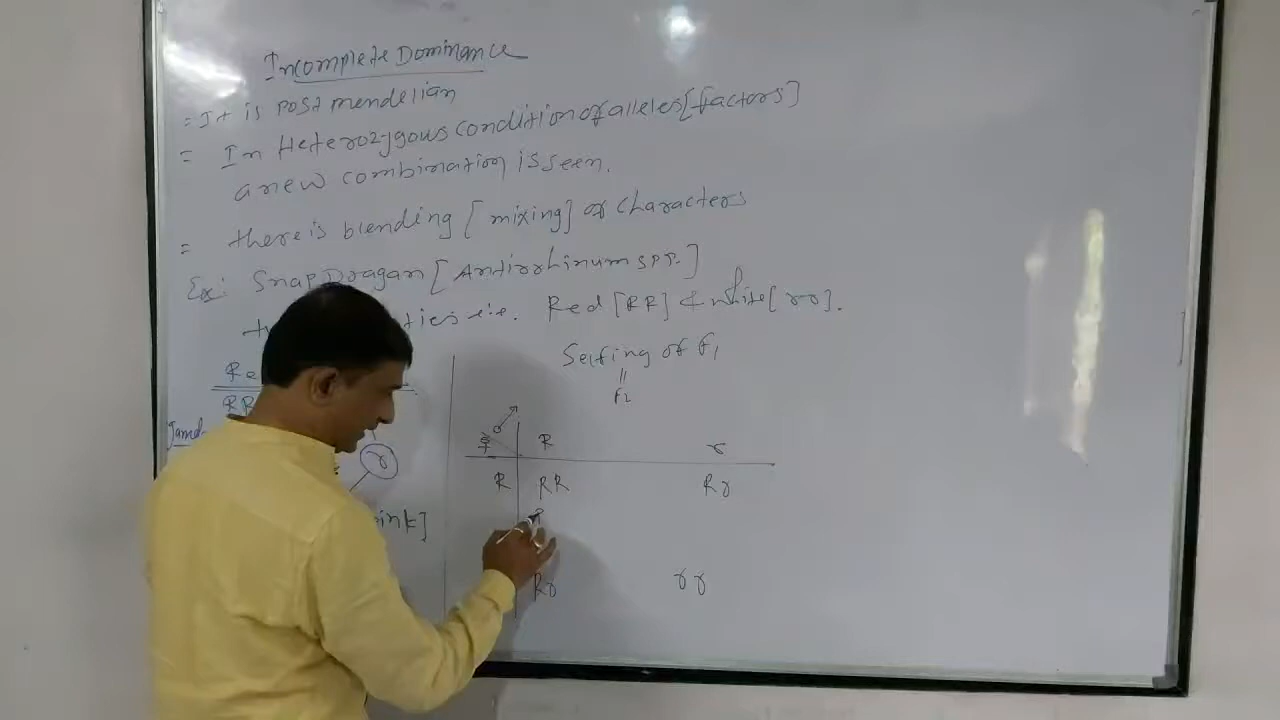 Incomplete Dominance
= It is Post mendelian
= In Heterozygous condition of alleles [factors]
a new combination is seen.
= there is blending [mixing] of characters
Ex: Snap Dragan [Antirrhinum SPP.]
ties i.e. Red [RR] & white [rr].
Selfing of F1
=
F2
RR
r
ink]
♀ ♂ R r
R RR Rr
Rr rr